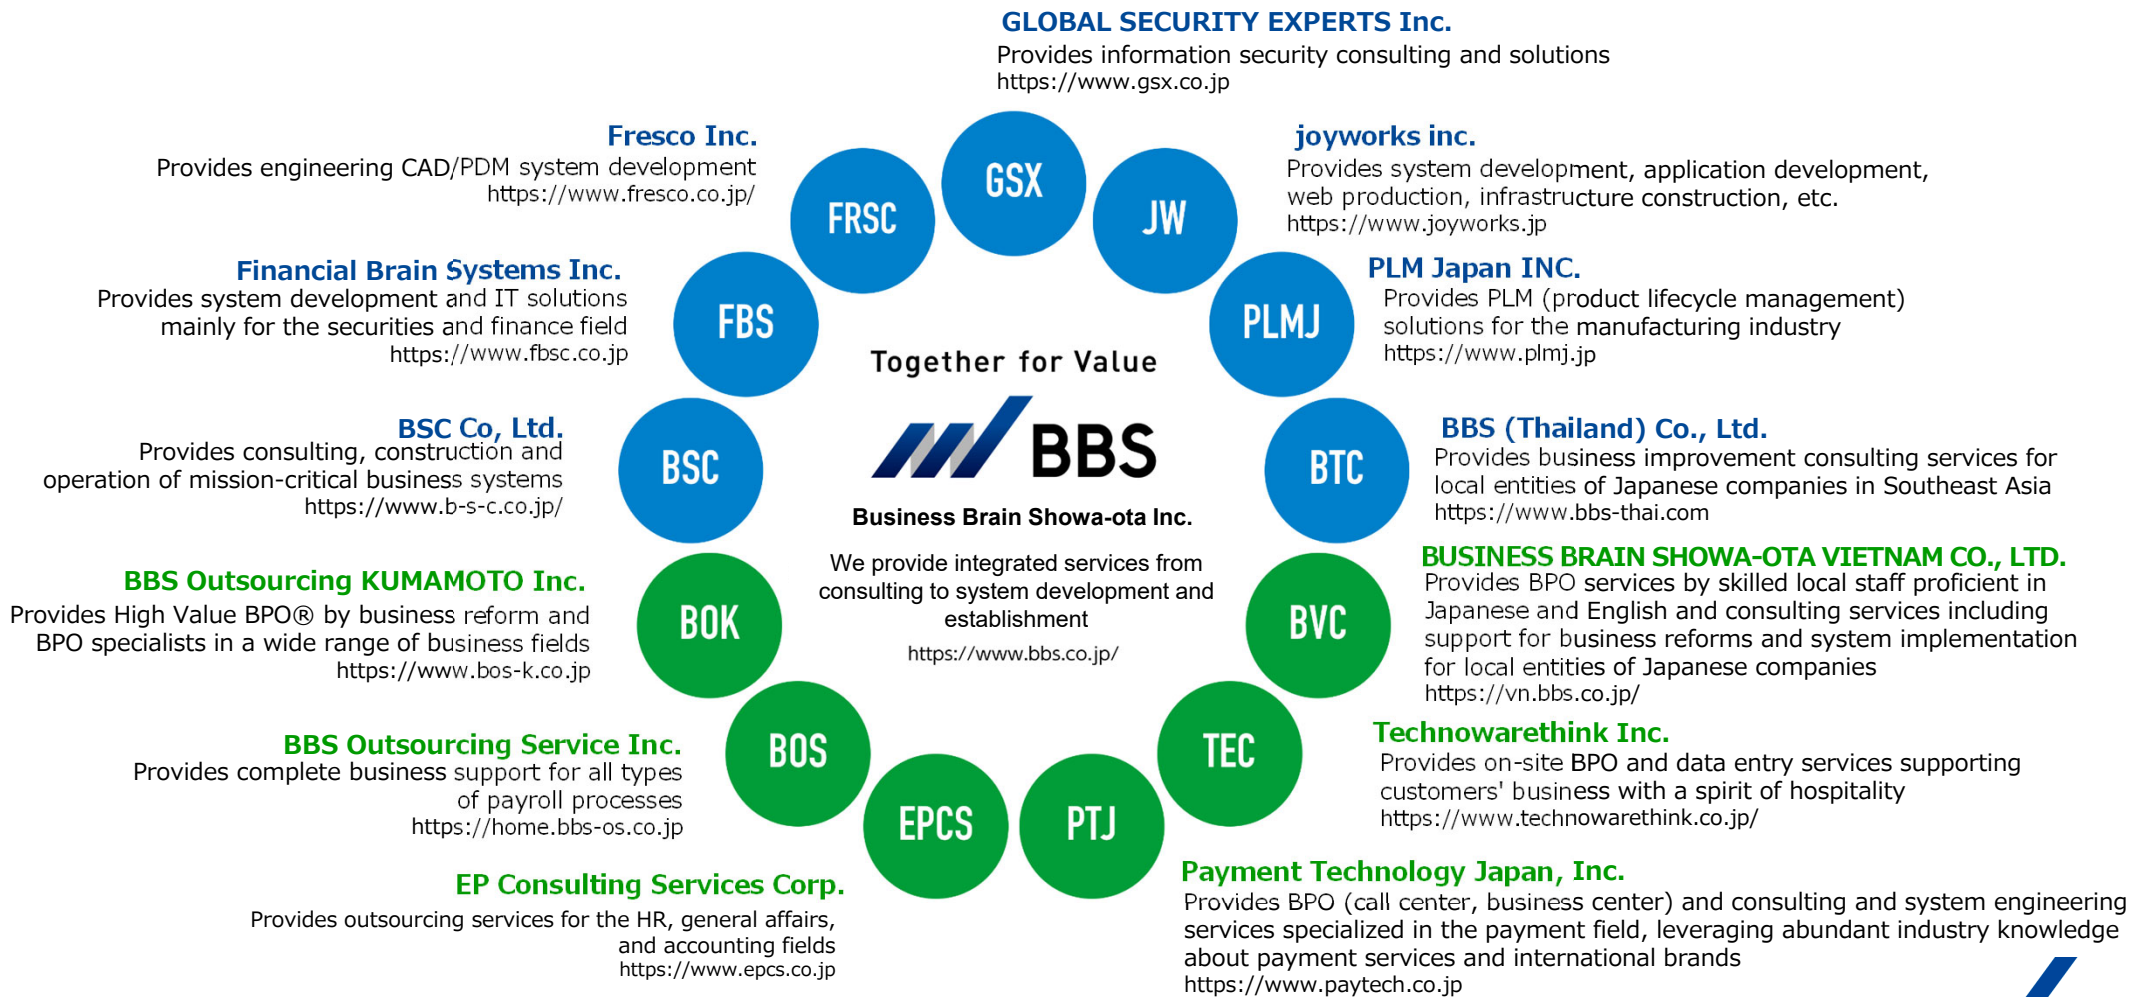 GLOBAL SECURITY EXPERTS Inc.
Provides information security consulting and solutions
https://www.gsx.co.jp
Fresco Inc.
Provides engineering CAD/PDM system development
https://www.fresco.co.jp/
GSX
joyworks inc.
Provides system development, application development,
web production, infrastructure construction, etc.
https://www.joyworks.jp
FRSC
JW
Financial Brain Systems Inc.
Provides system development and IT solutions
mainly for the securities and finance field
https://www.fbsc.co.jp
FBS
PLMJ
PLM Japan INC.
Provides PLM (product lifecycle management)
solutions for the manufacturing industry
https://www.plmj.jp
Together for Value
BBS
Business Brain Showa-ota Inc.
We provide integrated services from
consulting to system development and
establishment
https://www.bbs.co.jp/
BSC Co, Ltd.
Provides consulting, construction and
operation of mission-critical business systems
https://www.b-s-c.co.jp/
BSC
BTC
BBS (Thailand) Co., Ltd.
Provides business improvement consulting services for
local entities of Japanese companies in Southeast Asia
https://www.bbs-thai.com
BBS Outsourcing KUMAMOTO Inc.
Provides High Value BPO® by business reform and
BPO specialists in a wide range of business fields
https://www.bos-k.co.jp
BOK
BVC
BUSINESS BRAIN SHOWA-OTA VIETNAM CO., LTD.
Provides BPO services by skilled local staff proficient in
Japanese and English and consulting services including
support for business reforms and system implementation
for local entities of Japanese companies
https://vn.bbs.co.jp/
BBS Outsourcing Service Inc.
Provides complete business support for all types
of payroll processes
https://home.bbs-os.co.jp
BOS
TEC
Technowarethink Inc.
Provides on-site BPO and data entry services supporting
customers' business with a spirit of hospitality
https://www.technowarethink.co.jp/
EPCS
PTJ
EP Consulting Services Corp.
Provides outsourcing services for the HR, general affairs,
and accounting fields
https://www.epcs.co.jp
Payment Technology Japan, Inc.
Provides BPO (call center, business center) and consulting and system engineering
services specialized in the payment field, leveraging abundant industry knowledge
about payment services and international brands
https://www.paytech.co.jp